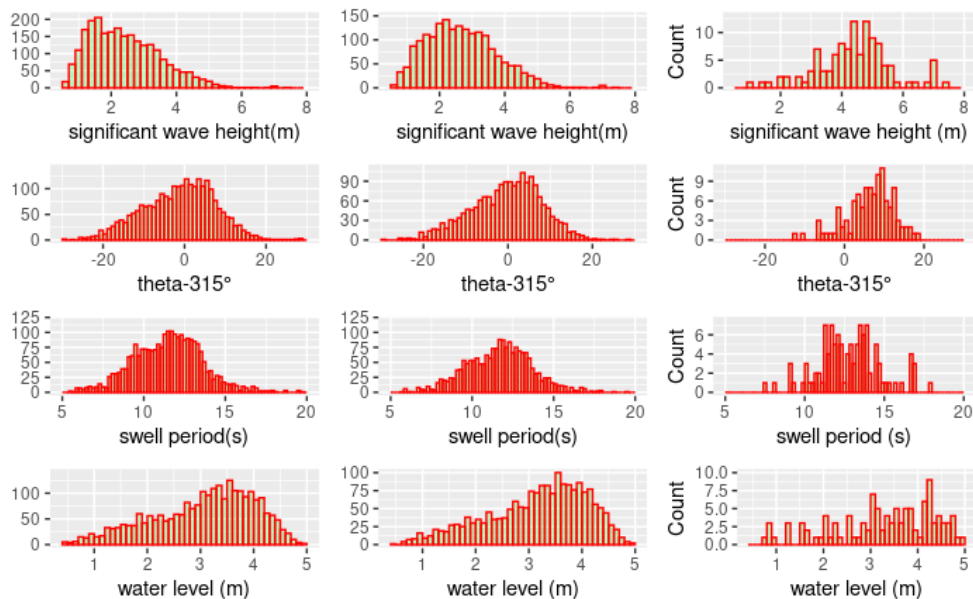 200
150
100
50
0
2 4 6 8
significant wave height(m)
150
100
50
0
2 4 6 8
significant wave height(m)
Count
10
5
0
2 4 6 8
significant wave height (m)
100
50
0
-20 0 20
theta-315°
90
60
30
0
-20 0 20
theta-315°
Count
9
6
3
0
-20 0 20
theta-315°
125
100
75
50
25
0
5 10 15 20
swell period(s)
125
100
75
50
25
0
5 10 15 20
swell period(s)
Count
6
4
2
0
5 10 15 20
swell period (s)
100
50
0
1 2 3 4 5
water level (m)
100
75
50
25
0
1 2 3 4 5
water level (m)
Count
10.0
7.5
5.0
2.5
0.0
1 2 3 4 5
water level (m)